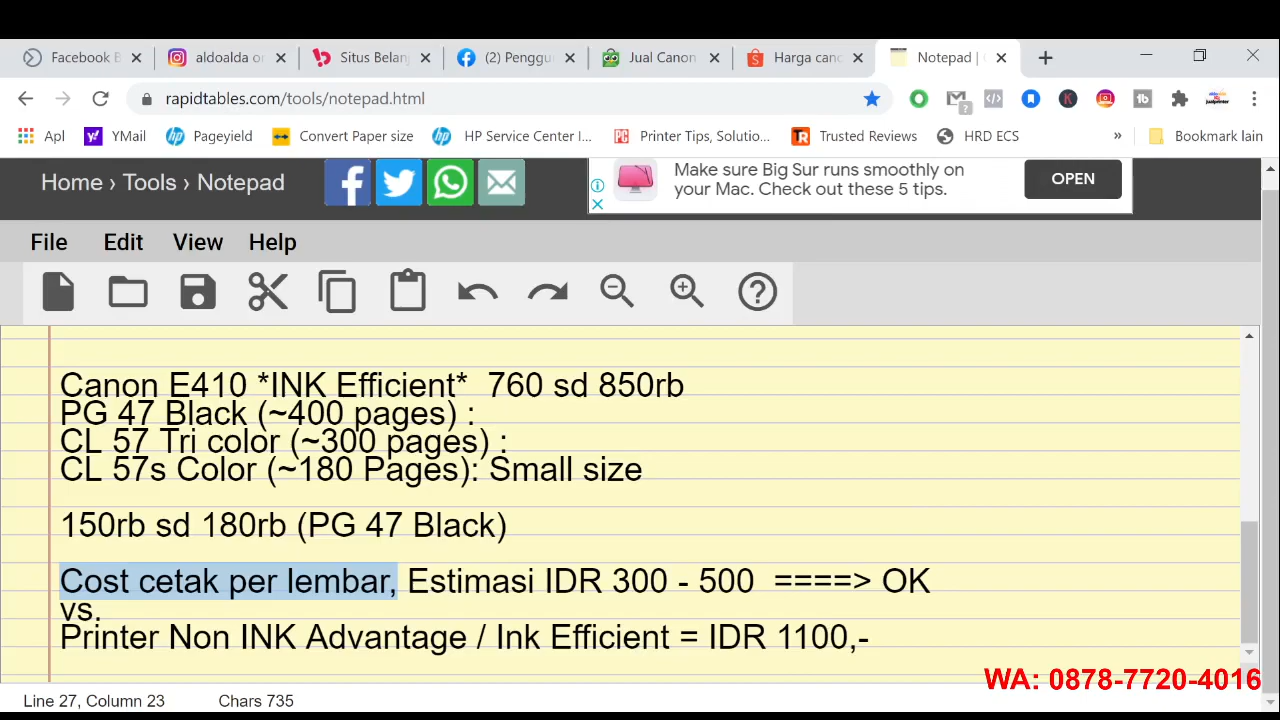 Facebook B
aldoalda o
Situs Belan
(2) Penggu
Jual Canon
Harga cano
Notepad |
rapidtables.com/tools/notepad.html
Apl
YMail
Pageyield
Convert Paper size
HP Service Center I...
Printer Tips, Solutio...
Trusted Reviews
HRD ECS
»
Bookmark lain
Home › Tools › Notepad
Make sure Big Sur runs smoothly on
your Mac. Check out these 5 tips.
OPEN
File Edit View Help
Canon E410 *INK Efficient* 760 sd 850rb
PG 47 Black (~400 pages) :
CL 57 Tri color (~300 pages) :
CL 57s Color (~180 Pages): Small size
150rb sd 180rb (PG 47 Black)
Cost cetak per lembar, Estimasi IDR 300 - 500 ====> OK
vs.
Printer Non INK Advantage / Ink Efficient = IDR 1100,-
WA: 0878-7720-4016
Line 27, Column 23 Chars 735